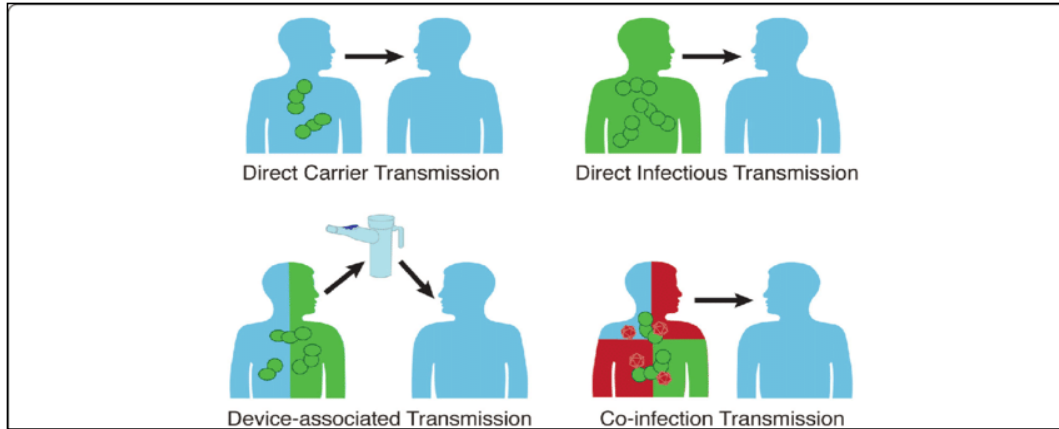 Direct Carrier Transmission
Direct Infectious Transmission
Device-associated Transmission
Co-infection Transmission